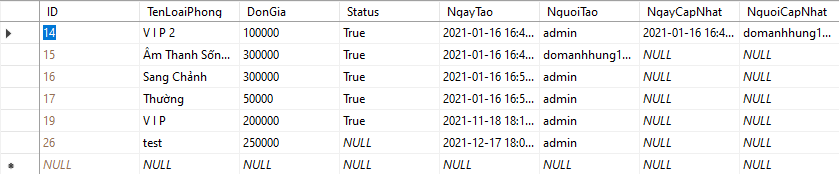 ID TenLoaiPhong DonGia Status NgayTao NguoiTao NgayCapNhat NguoiCapNhat
14 V I P 2 100000 True 2021-01-16 16:4... admin 2021-01-16 16:4... domanhhung1...
15 Âm Thanh Sốn... 300000 True 2021-01-16 16:4... domanhhung1... NULL NULL
16 Sang Chảnh 300000 True 2021-01-16 16:5... admin NULL NULL
17 Thường 50000 True 2021-01-16 16:5... admin NULL NULL
19 V I P 200000 True 2021-11-18 18:1... admin NULL NULL
26 test 250000 NULL 2021-12-17 18:0... admin NULL NULL
NULL NULL NULL NULL NULL NULL NULL NULL